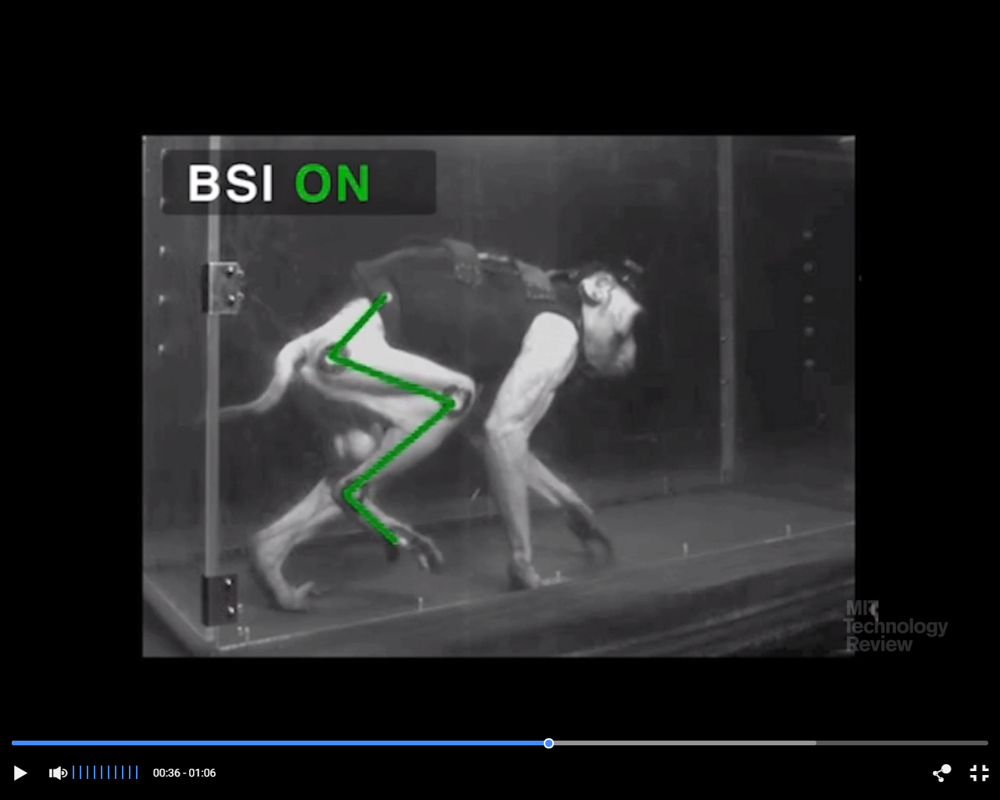 BSI ON
MIT
Technology
Review
00:36 - 01:06